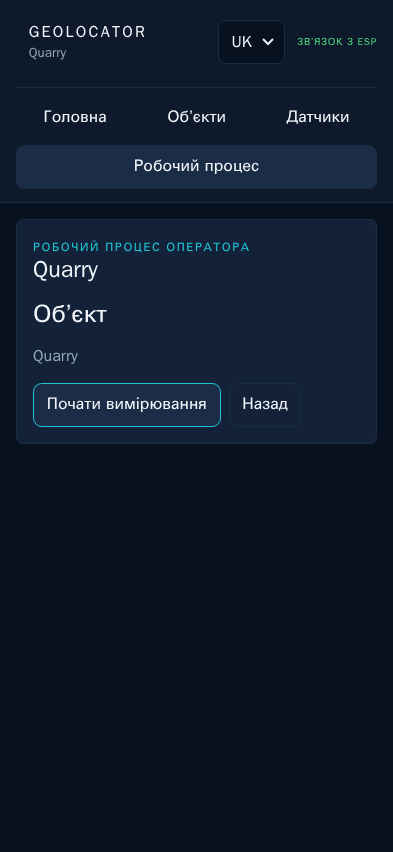 GEOLOCATOR
Quarry
UK
ЗВ'ЯЗОК З ESP
Головна
Об'єкти
Датчики
Робочий процес
РОБОЧИЙ ПРОЦЕС ОПЕРАТОРА
Quarry
Об'єкт
Quarry
Почати вимірювання
Назад